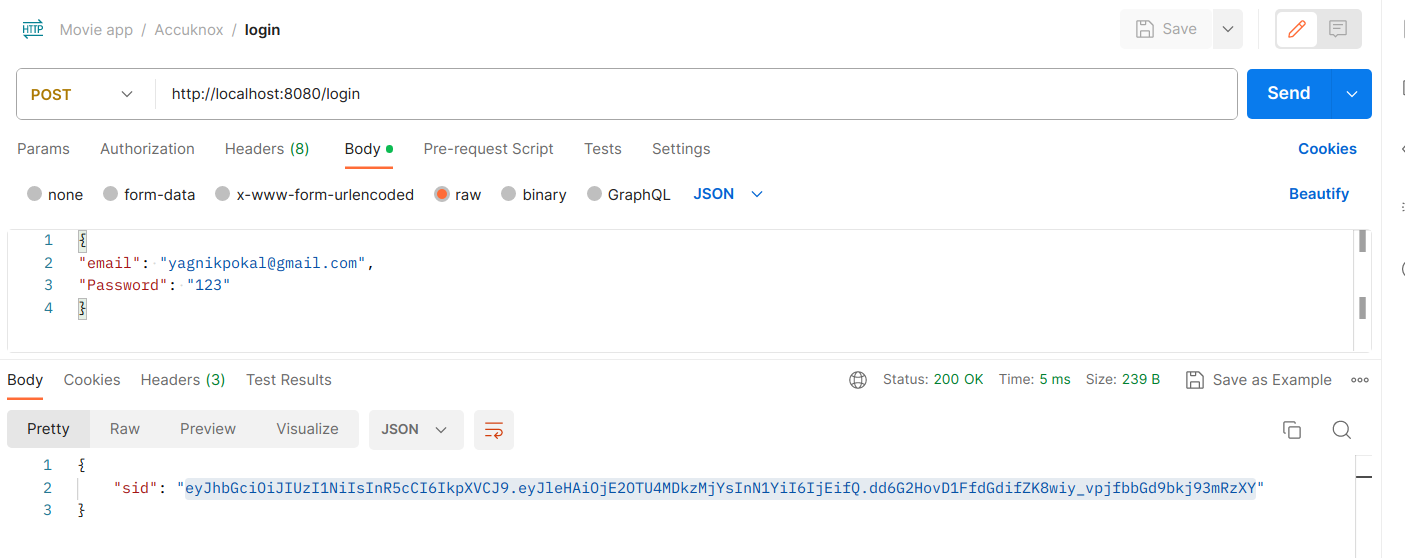 HTTP Movie app / Accuknox / login Save
POST http://localhost:8080/login Send
Params Authorization Headers (8) Body Pre-request Script Tests Settings Cookies
none form-data x-www-form-urlencoded raw binary GraphQL JSON Beautify
1 {
2 "email": "yagnikpokal@gmail.com",
3 "Password": "123"
4 }
Body Cookies Headers (3) Test Results Status: 200 OK Time: 5 ms Size: 239 B Save as Example
Pretty Raw Preview Visualize JSON
1 {
2 "sid": "eyJhbGciOiJIUzI1NiIsInR5cCI6IkpXVCJ9.eyJleHAiOjE2OTU4MDkzMjYsInN1YiI6IjEifQ.dd6G2HovD1FfdGdifZK8wiy_vpjfbbGd9bkj93mRzXY"
3 }